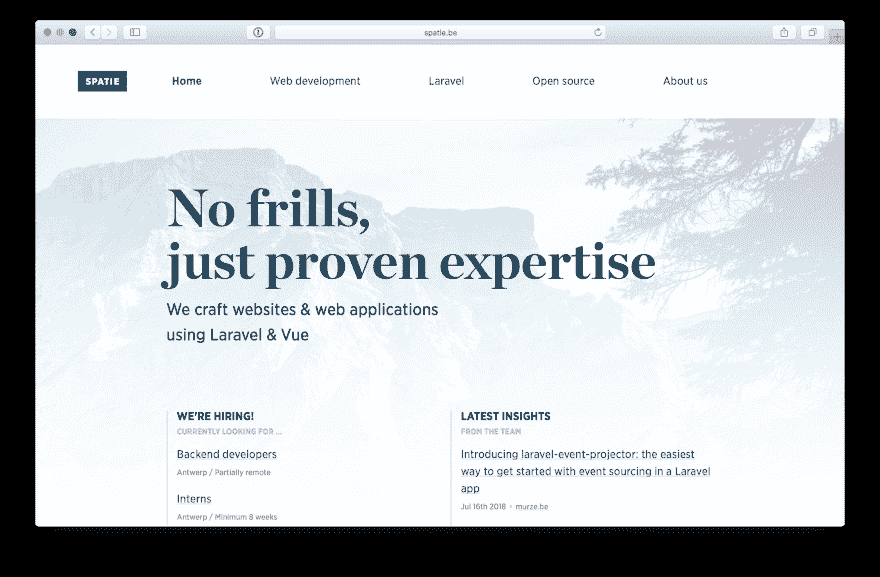 spatie.be
SPATIE
Home
Web development
Laravel
Open source
About us
No frills,
just proven expertise
We craft websites & web applications
using Laravel & Vue
WE'RE HIRING!
CURRENTLY LOOKING FOR ...
Backend developers
Antwerp / Partially remote
Interns
Antwerp / Minimum 8 weeks
LATEST INSIGHTS
FROM THE TEAM
Introducing laravel-event-projector: the easiest
way to get started with event sourcing in a Laravel
app
Jul 16th 2018 • murze.be